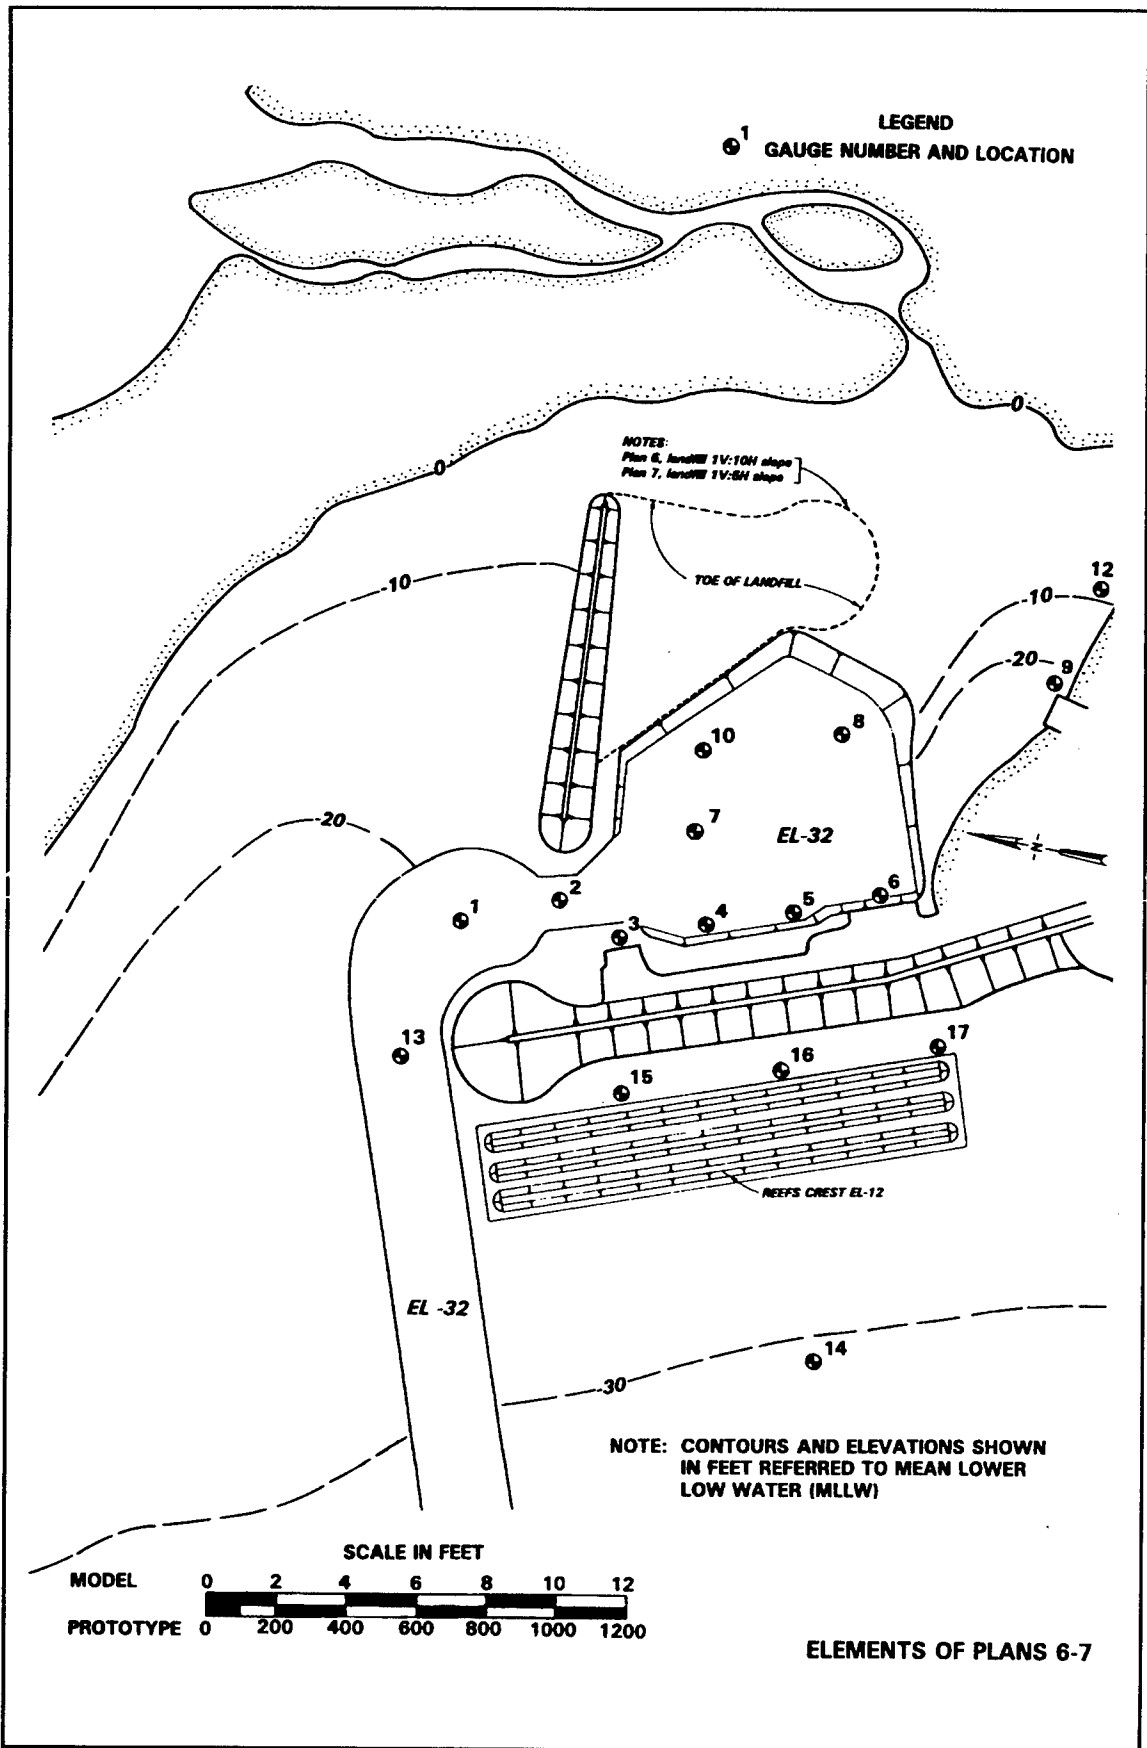 LEGEND
1
GAUGE NUMBER AND LOCATION
0
0
NOTES:
Plan 6, landfill 1V:10H slope
Plan 7, landfill 1V:5H slope
-10
TOE OF LANDFILL
12
-10
-20
9
8
10
7
EL-32
-20
N
6
2
5
1
4
3
13
17
16
15
REEFS CREST EL-12
EL -32
14
-30
NOTE: CONTOURS AND ELEVATIONS SHOWN
IN FEET REFERRED TO MEAN LOWER
LOW WATER (MLLW)
SCALE IN FEET
MODEL 0 2 4 6 8 10 12
PROTOTYPE 0 200 400 600 800 1000 1200
ELEMENTS OF PLANS 6-7